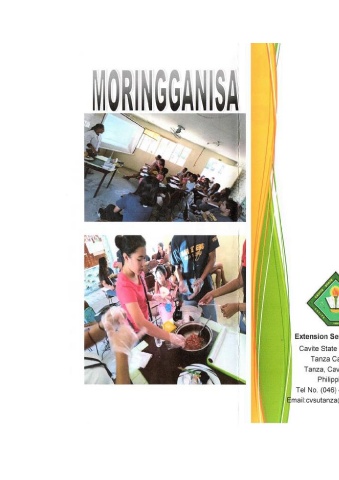 MORINGGANISA
Extension Se
Cavite State
Tanza Ca
Tanza, Cav
Philipp
Tel No. (046)
Email:cvsutanza@